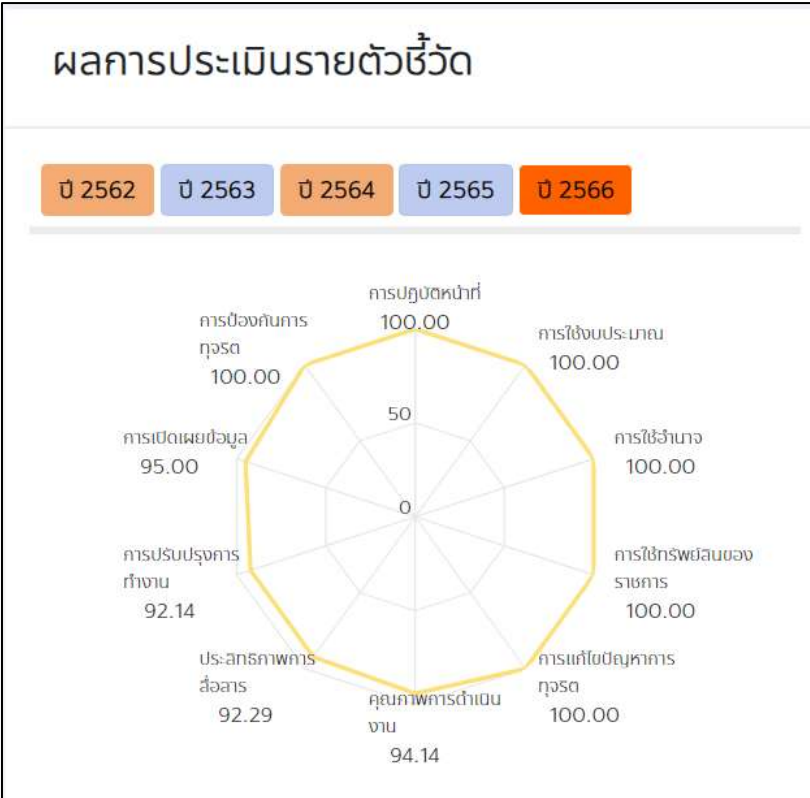 ผลการประเมินรายตัวชี้วัด
ปี 2562 ปี 2563 ปี 2564 ปี 2565 ปี 2566
การปฏิบัติหน้าที่
100.00
การใช้งบประมาณ
100.00
การใช้อำนาจ
100.00
การใช้ทรัพย์สินของ
ราชการ
100.00
การแก้ไขปัญหาการ
ทุจริต
100.00
คุณภาพการดำเนิน
งาน
94.14
ประสิทธิภาพการ
สื่อสาร
92.29
การปรับปรุงการ
ทำงาน
92.14
การเปิดเผยข้อมูล
95.00
การป้องกันการ
ทุจริต
100.00
50
0